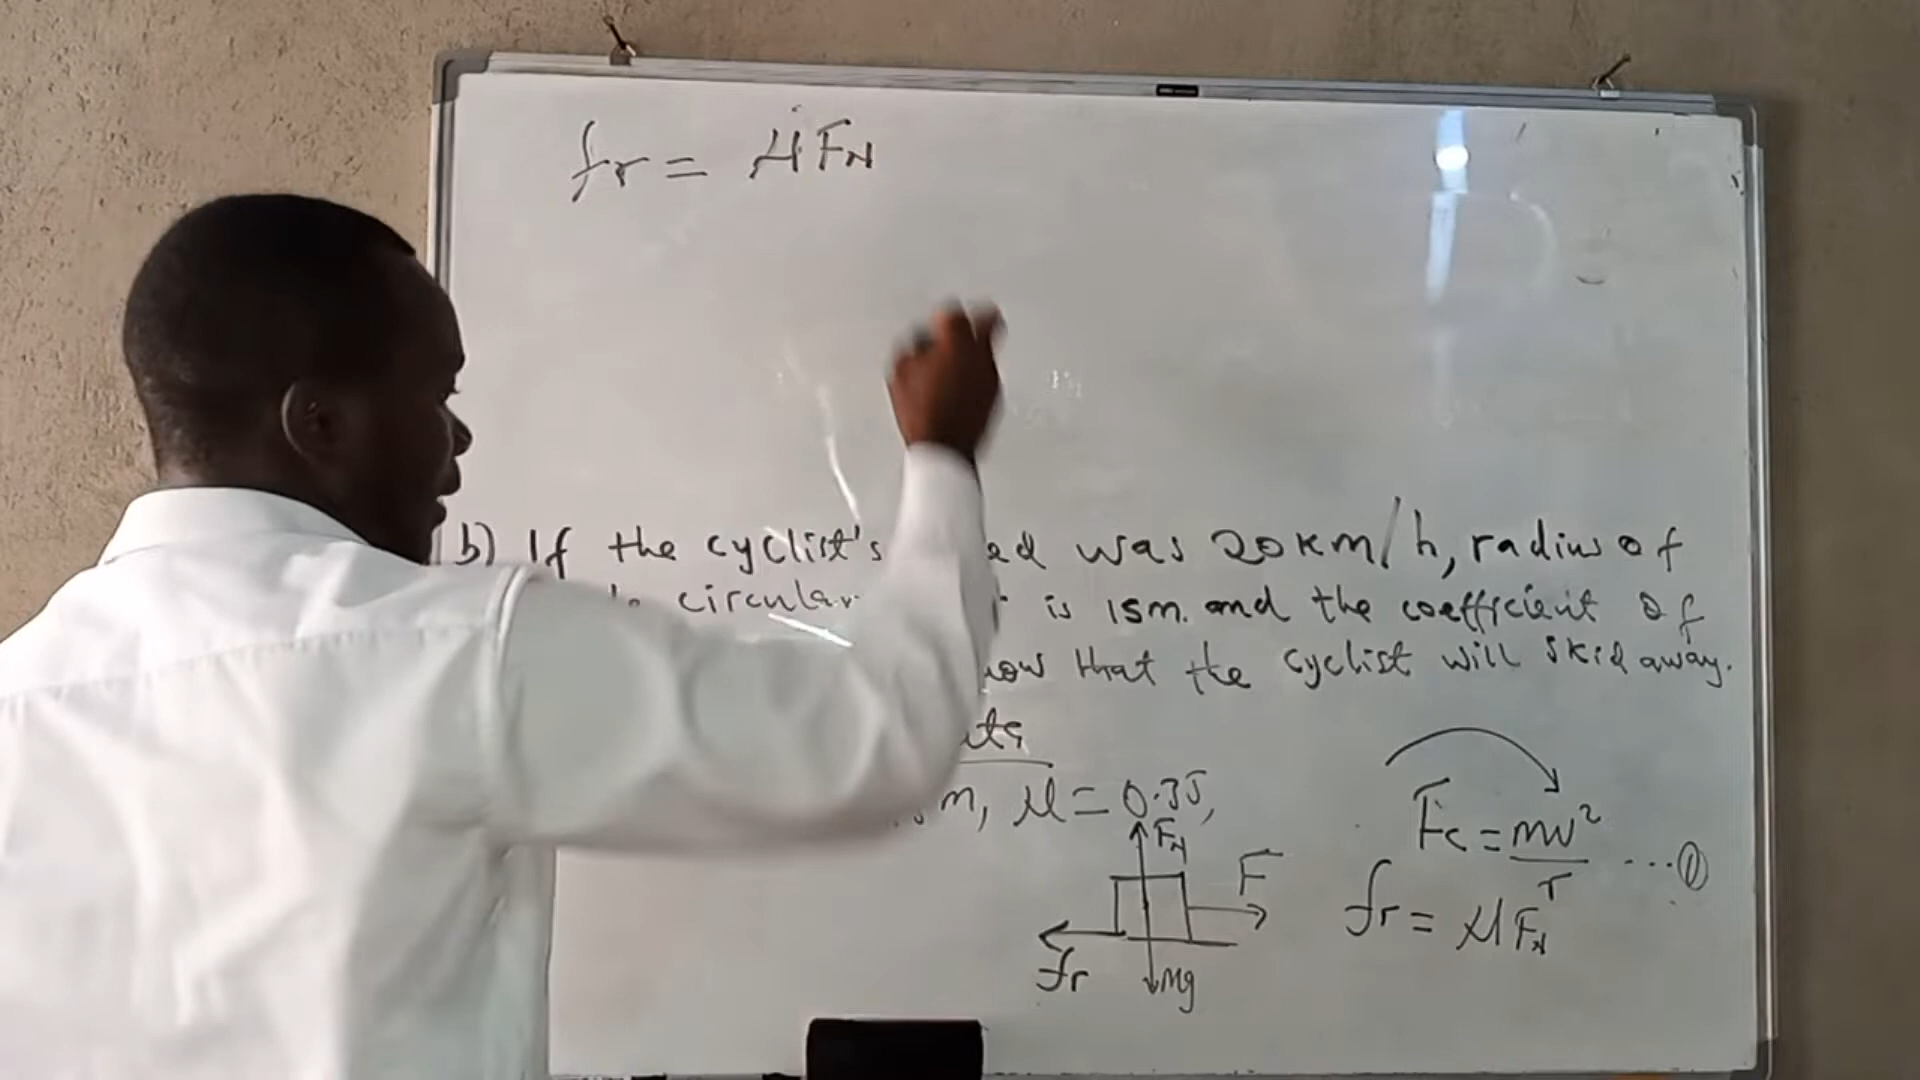 fr = μFN
b) If the cyclist's was 20km/h, radius of
circular is 15m. and the coefficient of
that the cyclist will skid away.
m, μ = 0.35,
FN
F
fr
Mg
Fc = mv²/r ...①
fr = μFN